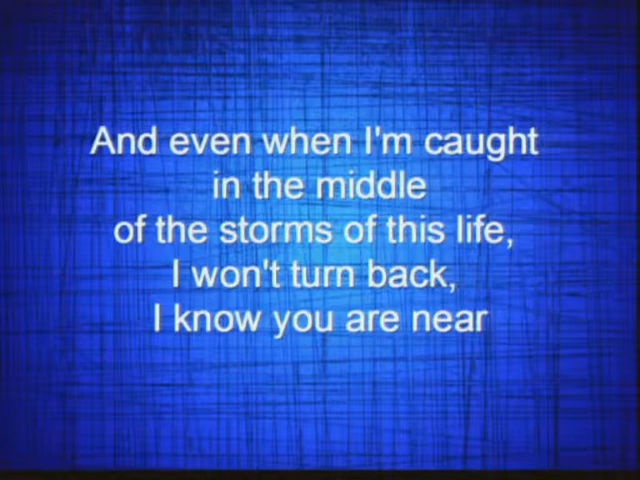 And even when I'm caught
in the middle
of the storms of this life,
I won't turn back,
I know you are near